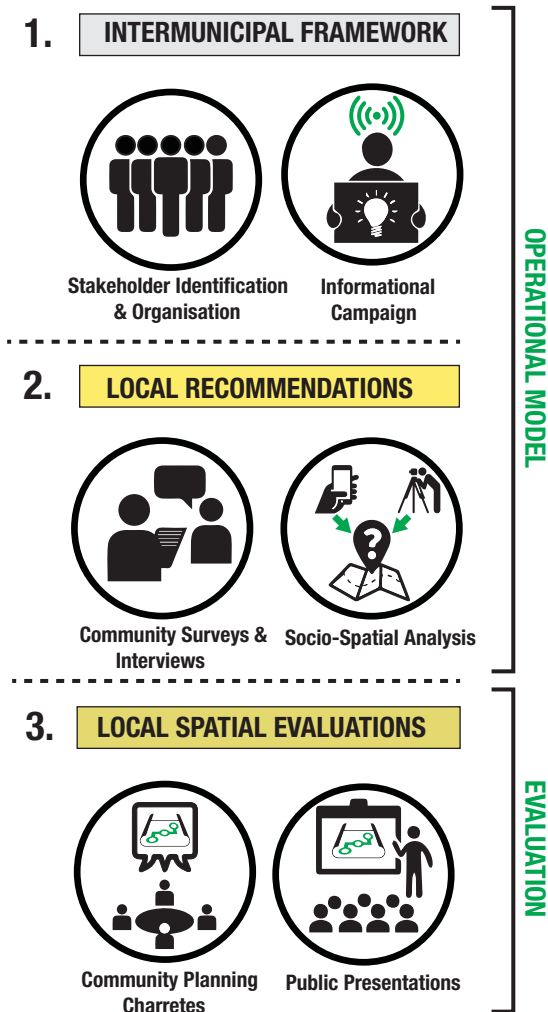 1. INTERMUNICIPAL FRAMEWORK
Stakeholder Identification
& Organisation
Informational
Campaign
2. LOCAL RECOMMENDATIONS
?
Community Surveys &
Interviews
Socio-Spatial Analysis
OPERATIONAL MODEL
3. LOCAL SPATIAL EVALUATIONS
Community Planning
Charretes
Public Presentations
EVALUATION